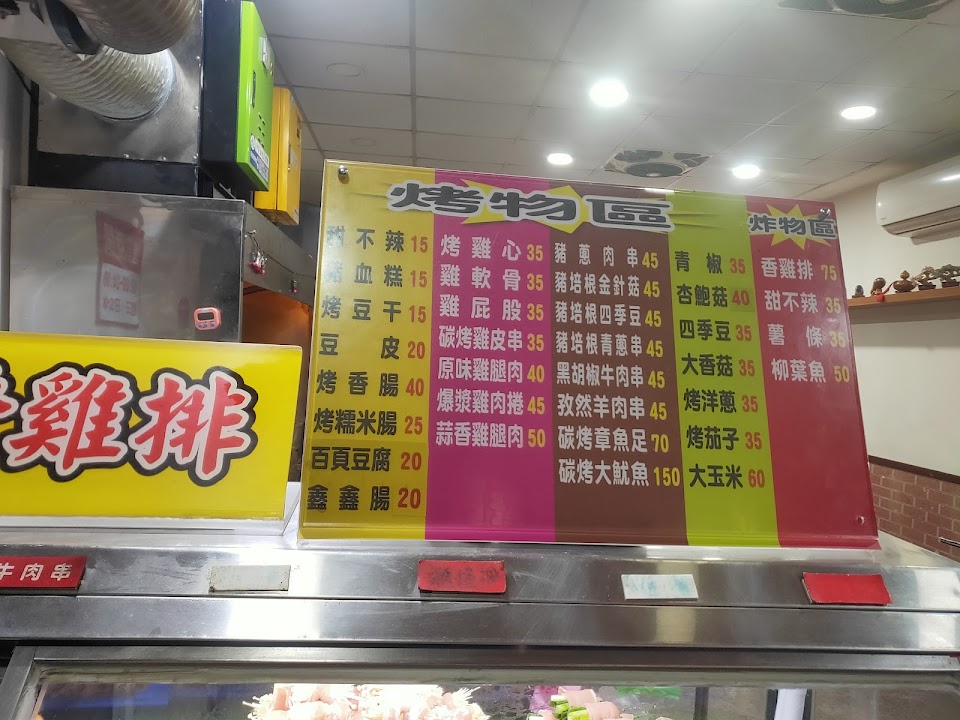 烤物區
炸物區
甜不辣 15
豬血糕 15
烤豆干 15
豆皮 20
烤香腸 40
烤糯米腸 25
百頁豆腐 20
鑫鑫腸 20
烤雞心 35
雞軟骨 35
雞屁股 35
碳烤雞皮串 35
原味雞腿肉 40
爆漿雞肉捲 45
蒜香雞腿肉 50
豬蔥肉串 45
豬培根金針菇 45
豬培根四季豆 45
豬培根青蔥串 45
黑胡椒牛肉串 45
孜然羊肉串 45
碳烤章魚足 70
碳烤大魷魚 150
青椒 35
杏鮑菇 40
四季豆 35
大香菇 35
烤洋蔥 35
烤茄子 35
大玉米 60
香雞排 75
甜不辣 35
薯條 35
柳葉魚 50
雞排
牛肉串